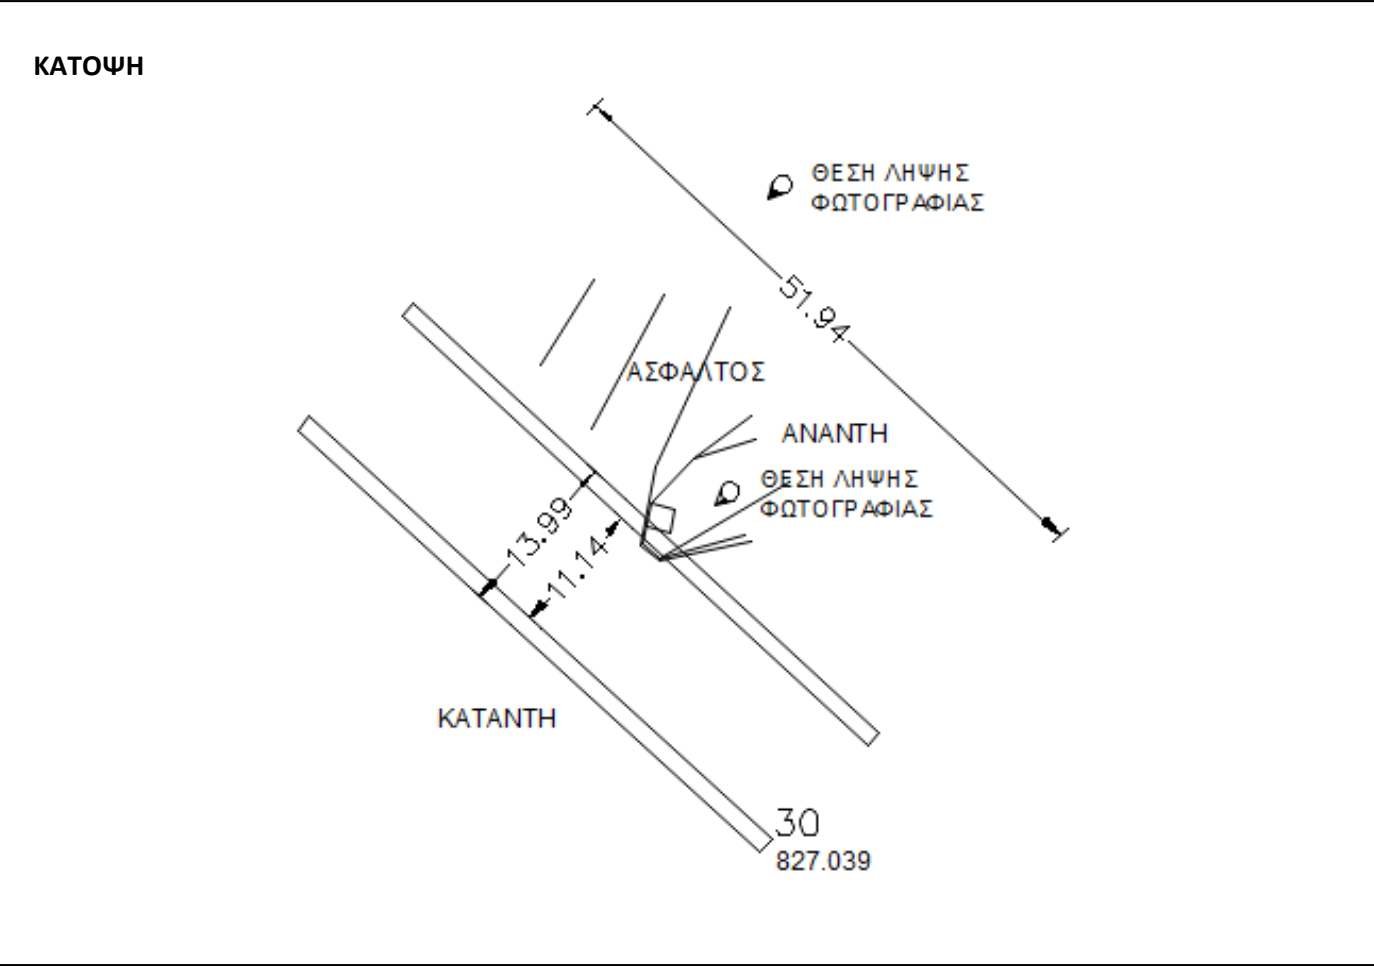 ΚΑΤΟΨΗ
ΘΕΣΗ ΛΗΨΗΣ
ΦΩΤΟΓΡΑΦΙΑΣ
51.94
ΑΣΦΑΛΤΟΣ
ΑΝΑΝΤΗ
ΘΕΣΗ ΛΗΨΗΣ
ΦΩΤΟΓΡΑΦΙΑΣ
13.99
11.14
ΚΑΤΑΝΤΗ
30
827.039